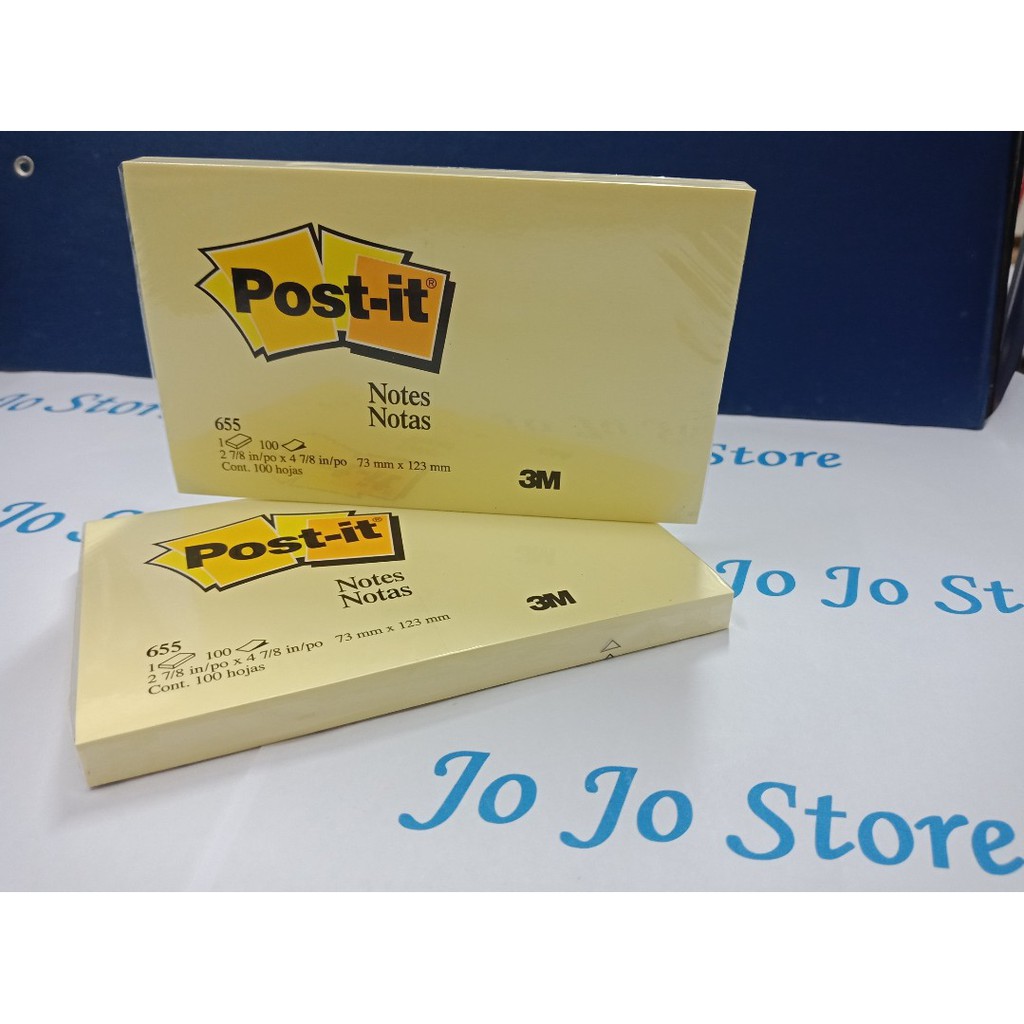 Post-it®
Notes
Notas
655
1 100
2 7/8 in/po x 4 7/8 in/po 73 mm x 123 mm
Cont. 100 hojas
3M
Jo Store
Store
Jo Jo
Post-it®
Notes
Notas
655
1 100
2 7/8 in/po x 4 7/8 in/po 73 mm x 123 mm
Cont. 100 hojas
3M
Jo Jo St
Jo Jo Store